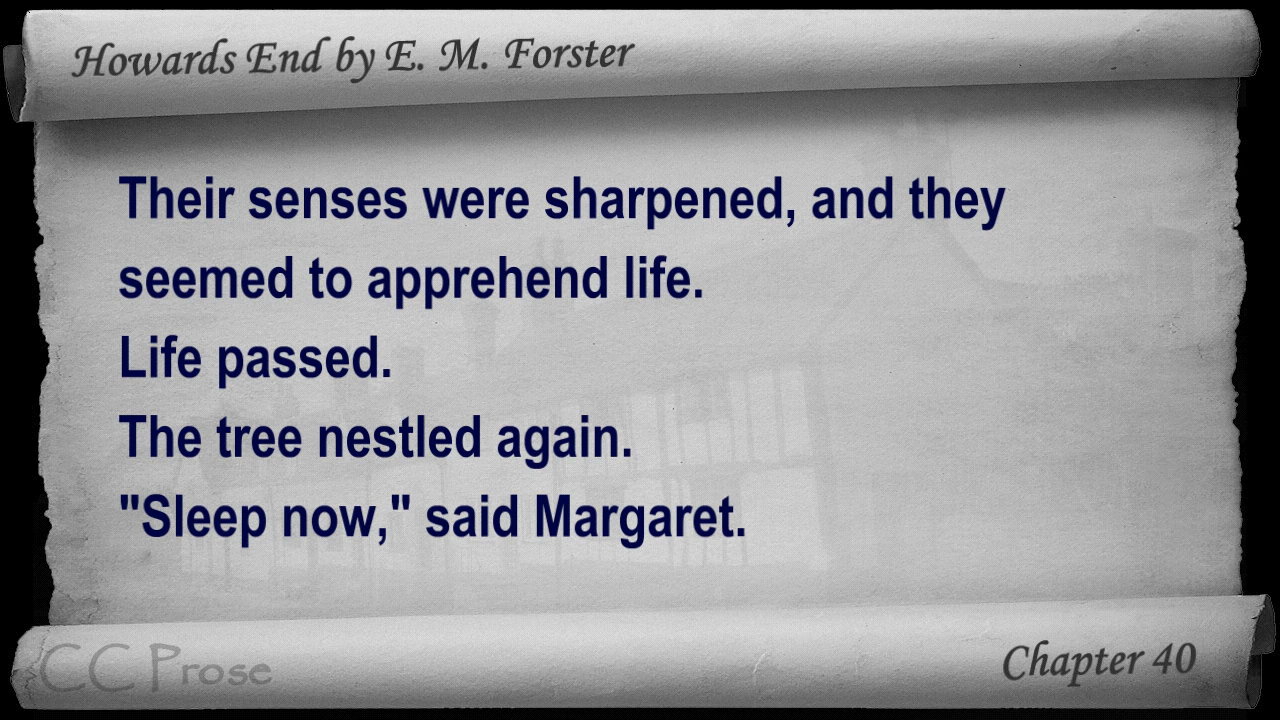 Howards End by E. M. Forster
Their senses were sharpened, and they
seemed to apprehend life.
Life passed.
The tree nestled again.
"Sleep now," said Margaret.
CC Prose
Chapter 40